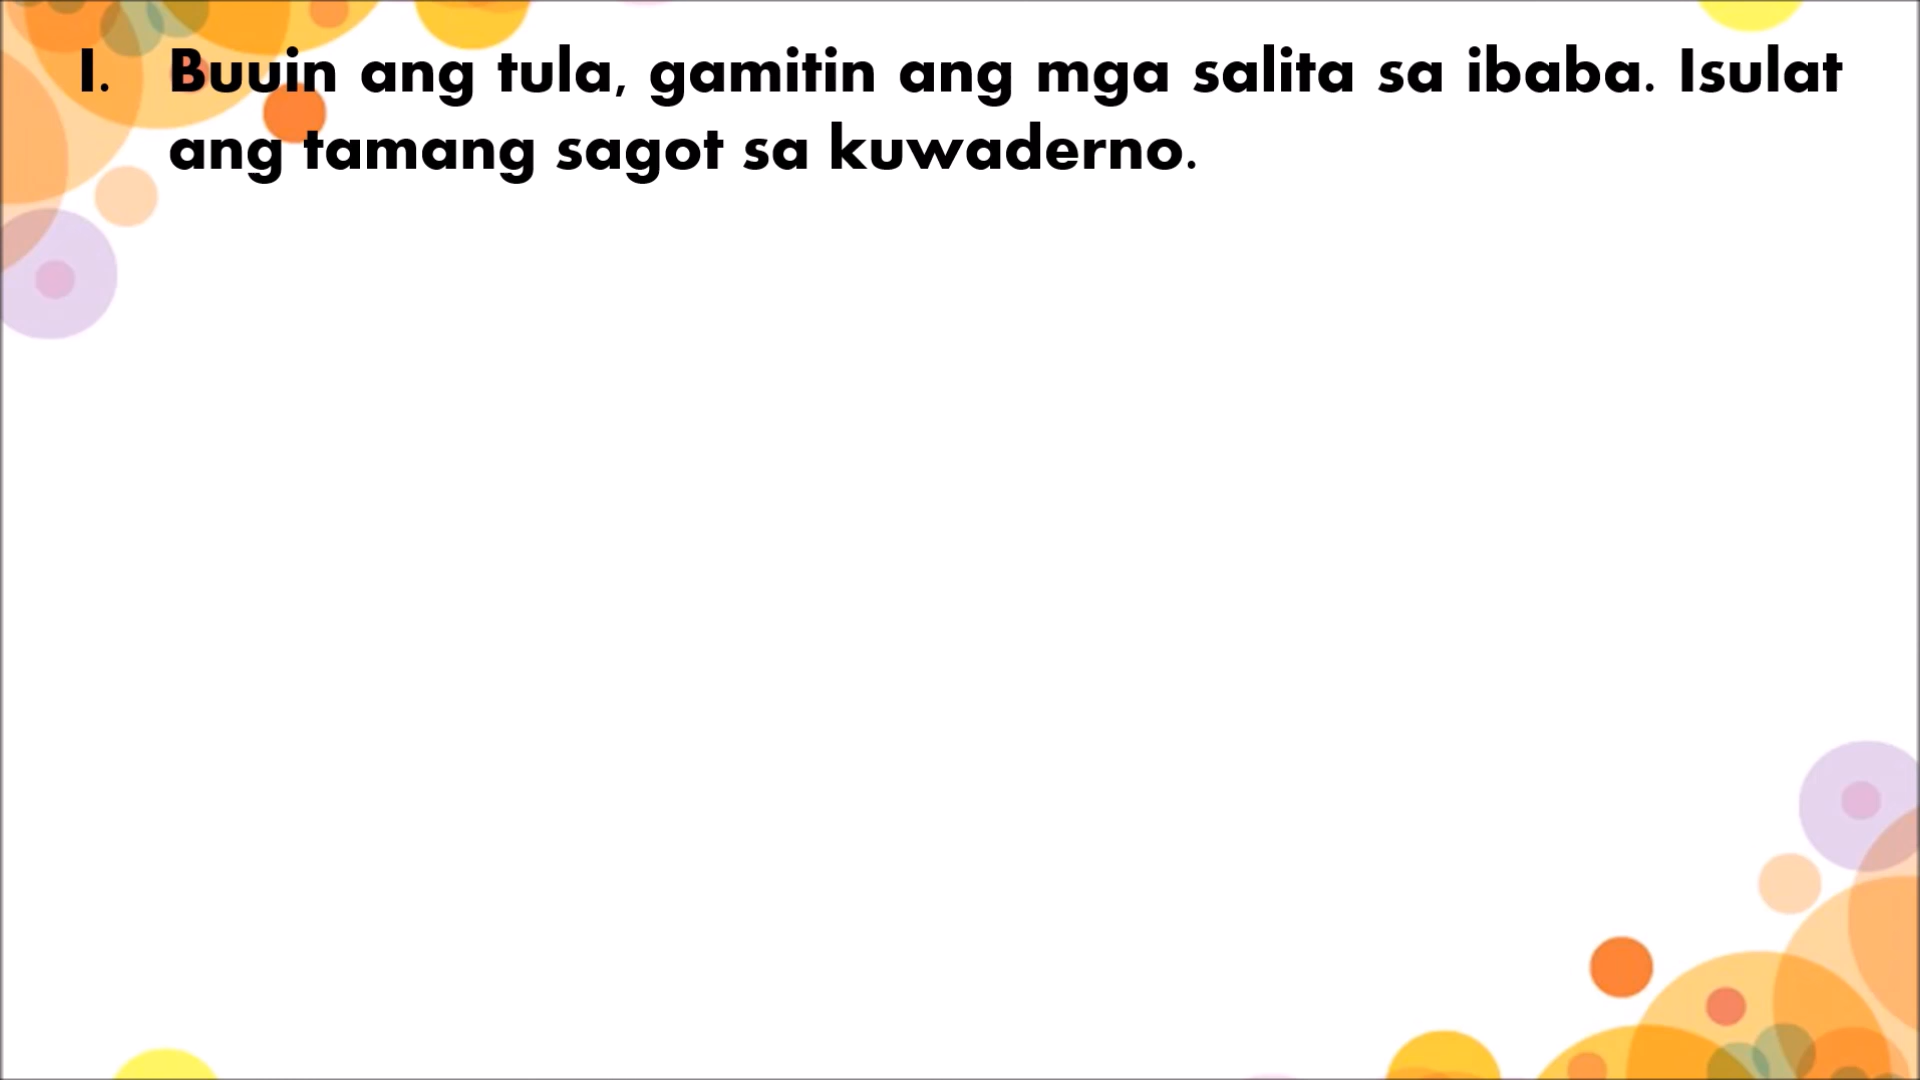 I. Buuin ang tula, gamitin ang mga salita sa ibaba. Isulat
ang tamang sagot sa kuwaderno.